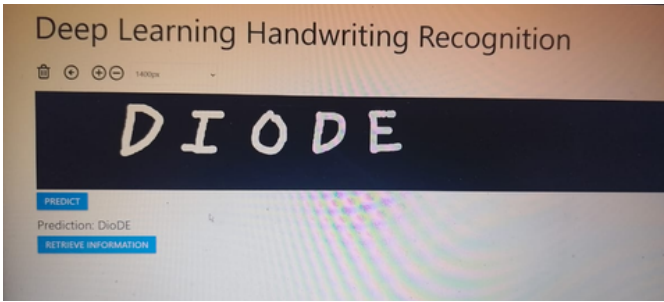 Deep Learning Handwriting Recognition
1400px
DIODE
PREDICT
Prediction: DioDE
RETRIEVE INFORMATION